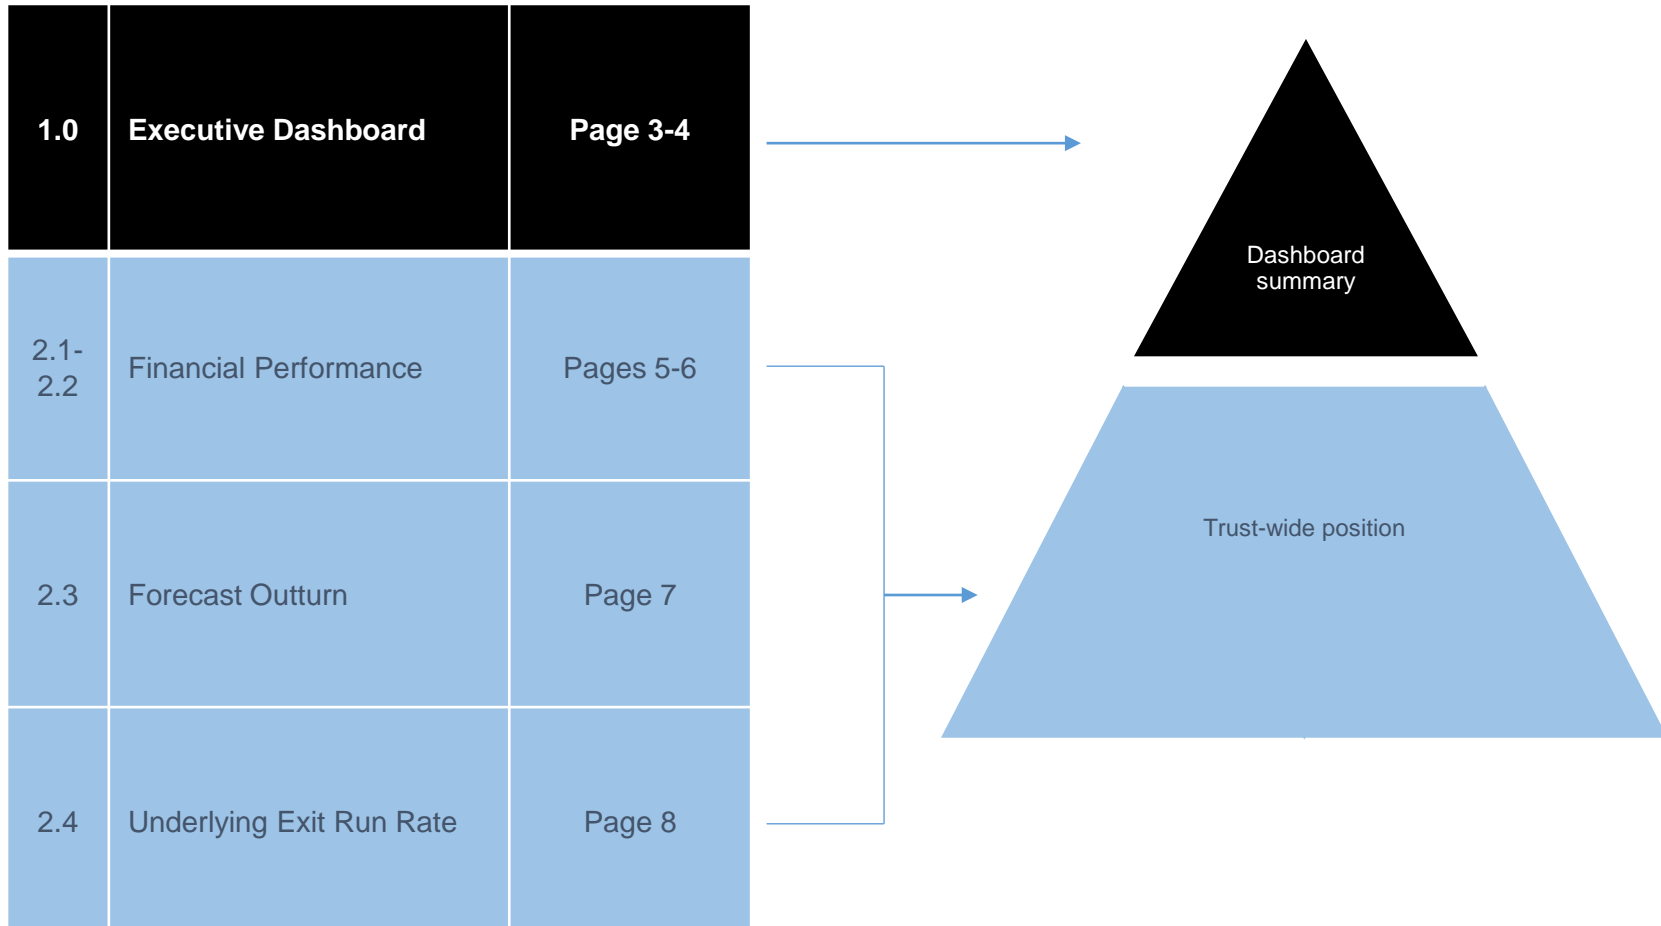 1.0 Executive Dashboard Page 3-4
Dashboard
summary
2.1-
2.2
Financial Performance Pages 5-6
Trust-wide position
2.3 Forecast Outturn Page 7
2.4 Underlying Exit Run Rate Page 8